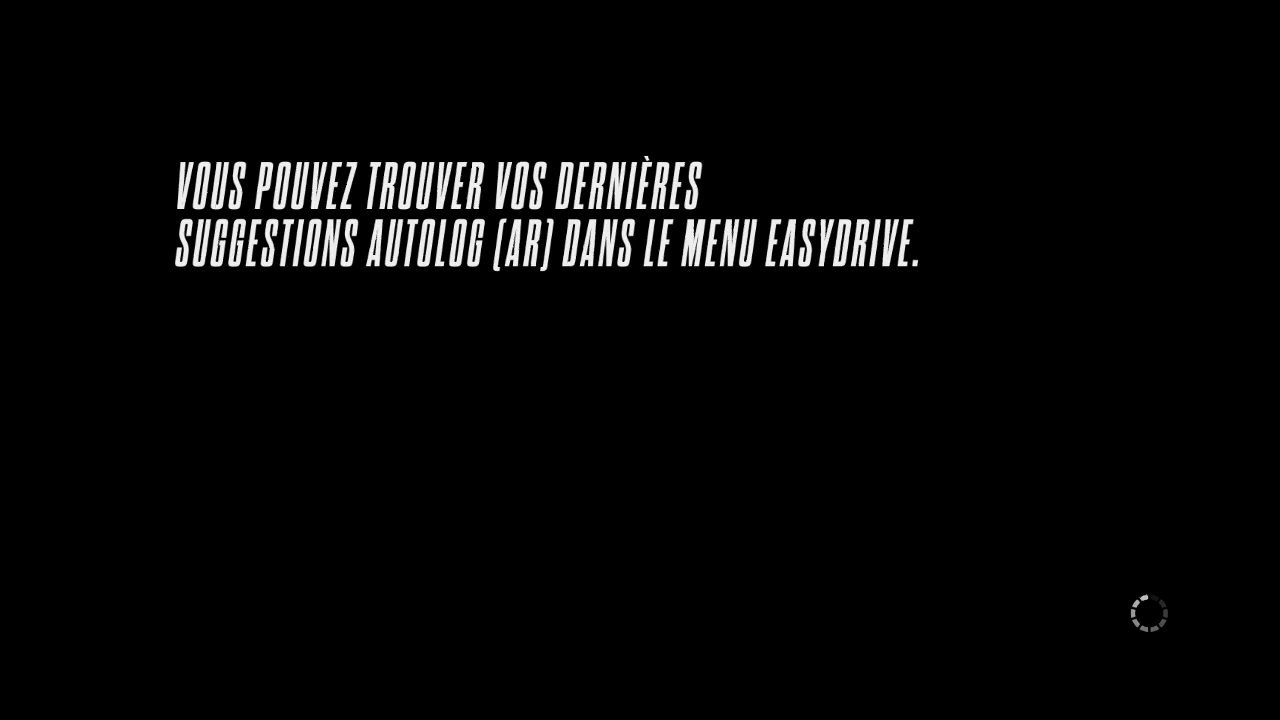 VOUS POUVEZ TROUVER VOS DERNIÈRES
SUGGESTIONS AUTOLOG (AR) DANS LE MENU EASYDRIVE.